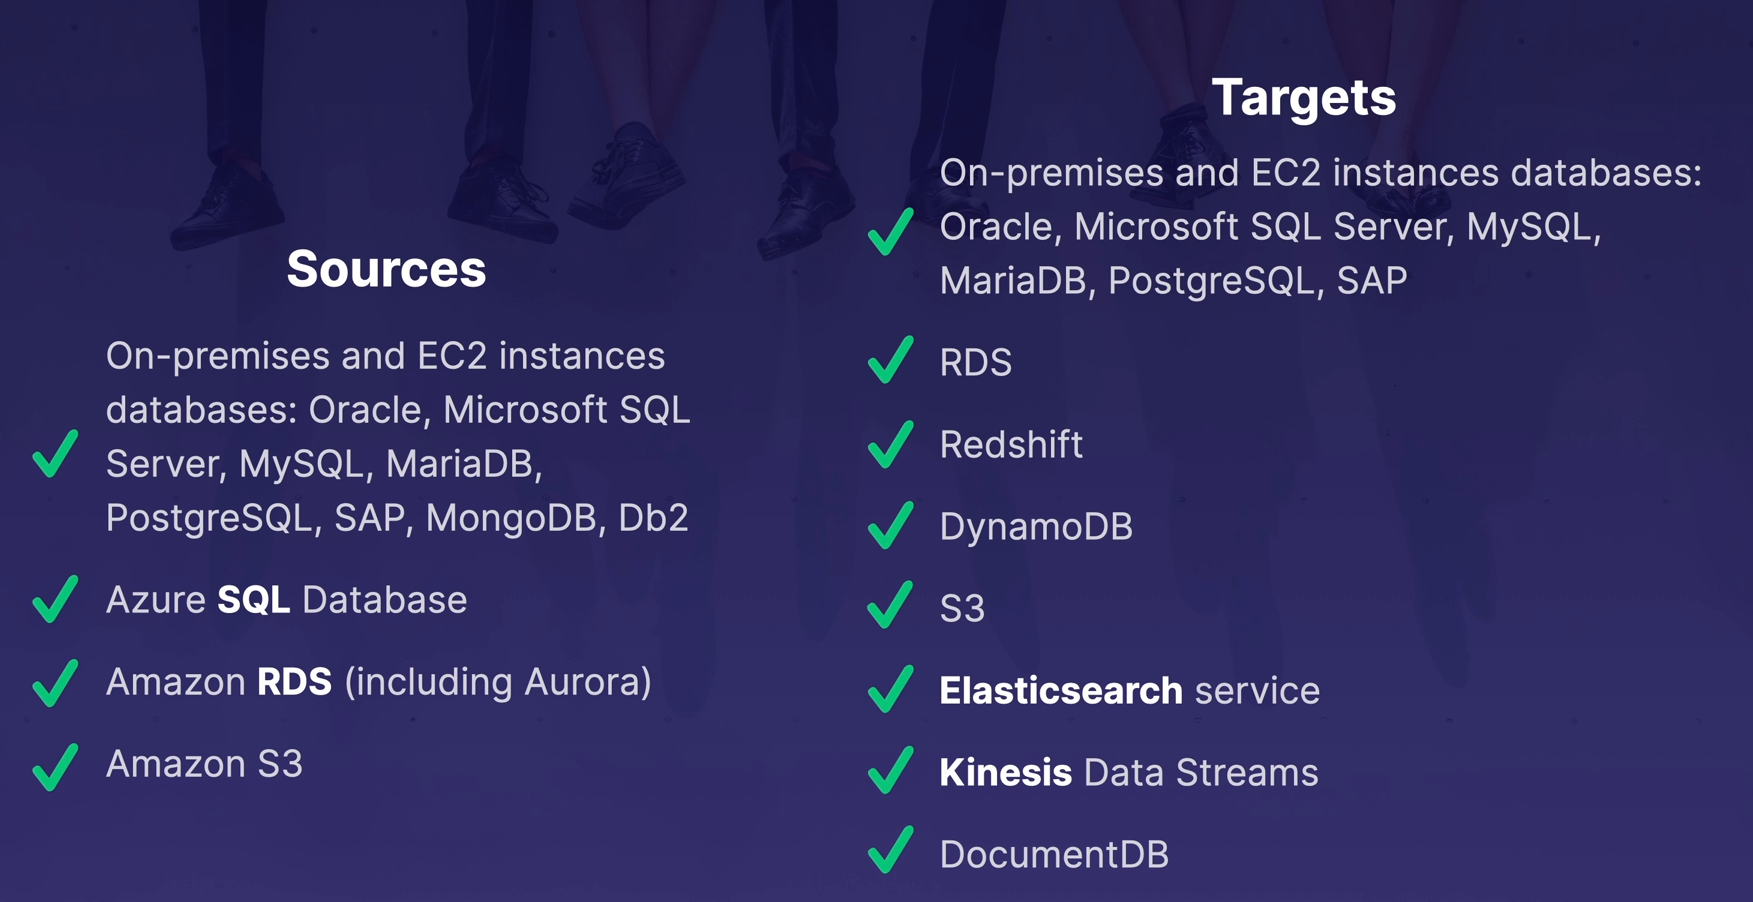 Sources
On-premises and EC2 instances
databases: Oracle, Microsoft SQL
Server, MySQL, MariaDB,
PostgreSQL, SAP, MongoDB, Db2
Azure SQL Database
Amazon RDS (including Aurora)
Amazon S3
Targets
On-premises and EC2 instances databases:
Oracle, Microsoft SQL Server, MySQL,
MariaDB, PostgreSQL, SAP
RDS
Redshift
DynamoDB
S3
Elasticsearch service
Kinesis Data Streams
DocumentDB